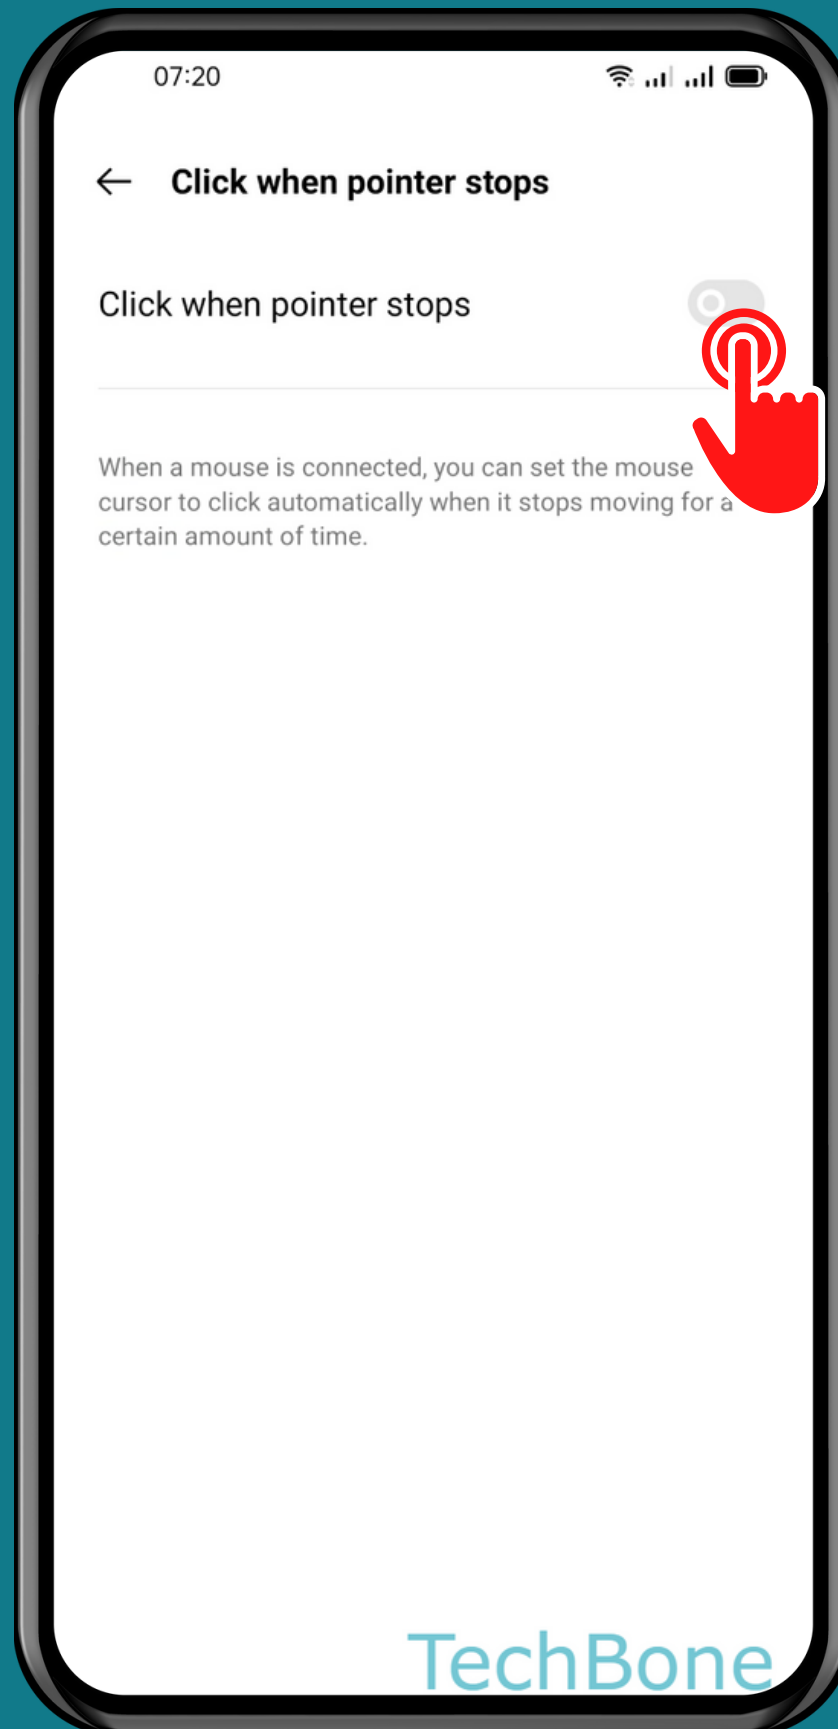 07:20
Click when pointer stops
Click when pointer stops
When a mouse is connected, you can set the mouse
cursor to click automatically when it stops moving for a
certain amount of time.
TechBone